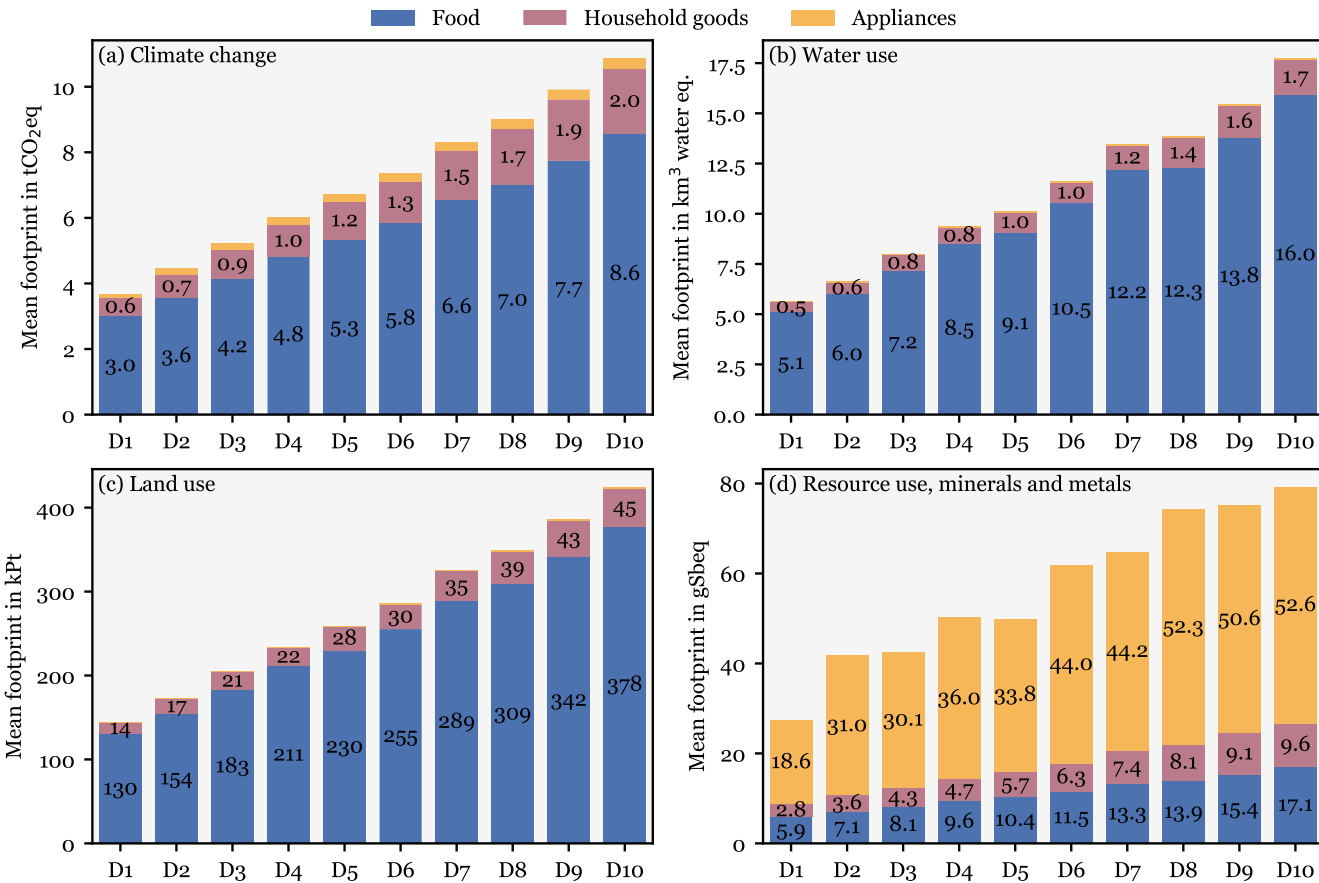 Food Household goods Appliances
(a) Climate change
Mean footprint in tCO₂eq
10
8
6
4
2
0
0.6 0.7 0.9 1.0 1.2 1.3 1.5 1.7 1.9 2.0
3.0 3.6 4.2 4.8 5.3 5.8 6.6 7.0 7.7 8.6
D1 D2 D3 D4 D5 D6 D7 D8 D9 D10
(b) Water use
Mean footprint in km³ water eq.
17.5
15.0
12.5
10.0
7.5
5.0
2.5
0.0
0.5 0.6 0.8 0.8 1.0 1.0 1.2 1.4 1.6 1.7
5.1 6.0 7.2 8.5 9.1 10.5 12.2 12.3 13.8 16.0
D1 D2 D3 D4 D5 D6 D7 D8 D9 D10
(c) Land use
Mean footprint in kPt
400
300
200
100
0
14 17 21 22 28 30 35 39 43 45
130 154 183 211 230 255 289 309 342 378
D1 D2 D3 D4 D5 D6 D7 D8 D9 D10
(d) Resource use, minerals and metals
Mean footprint in gSbeq
80
60
40
20
0
18.6 31.0 30.1 36.0 33.8 44.0 44.2 52.3 50.6 52.6
2.8 3.6 4.3 4.7 5.7 6.3 7.4 8.1 9.1 9.6
5.9 7.1 8.1 9.6 10.4 11.5 13.3 13.9 15.4 17.1
D1 D2 D3 D4 D5 D6 D7 D8 D9 D10